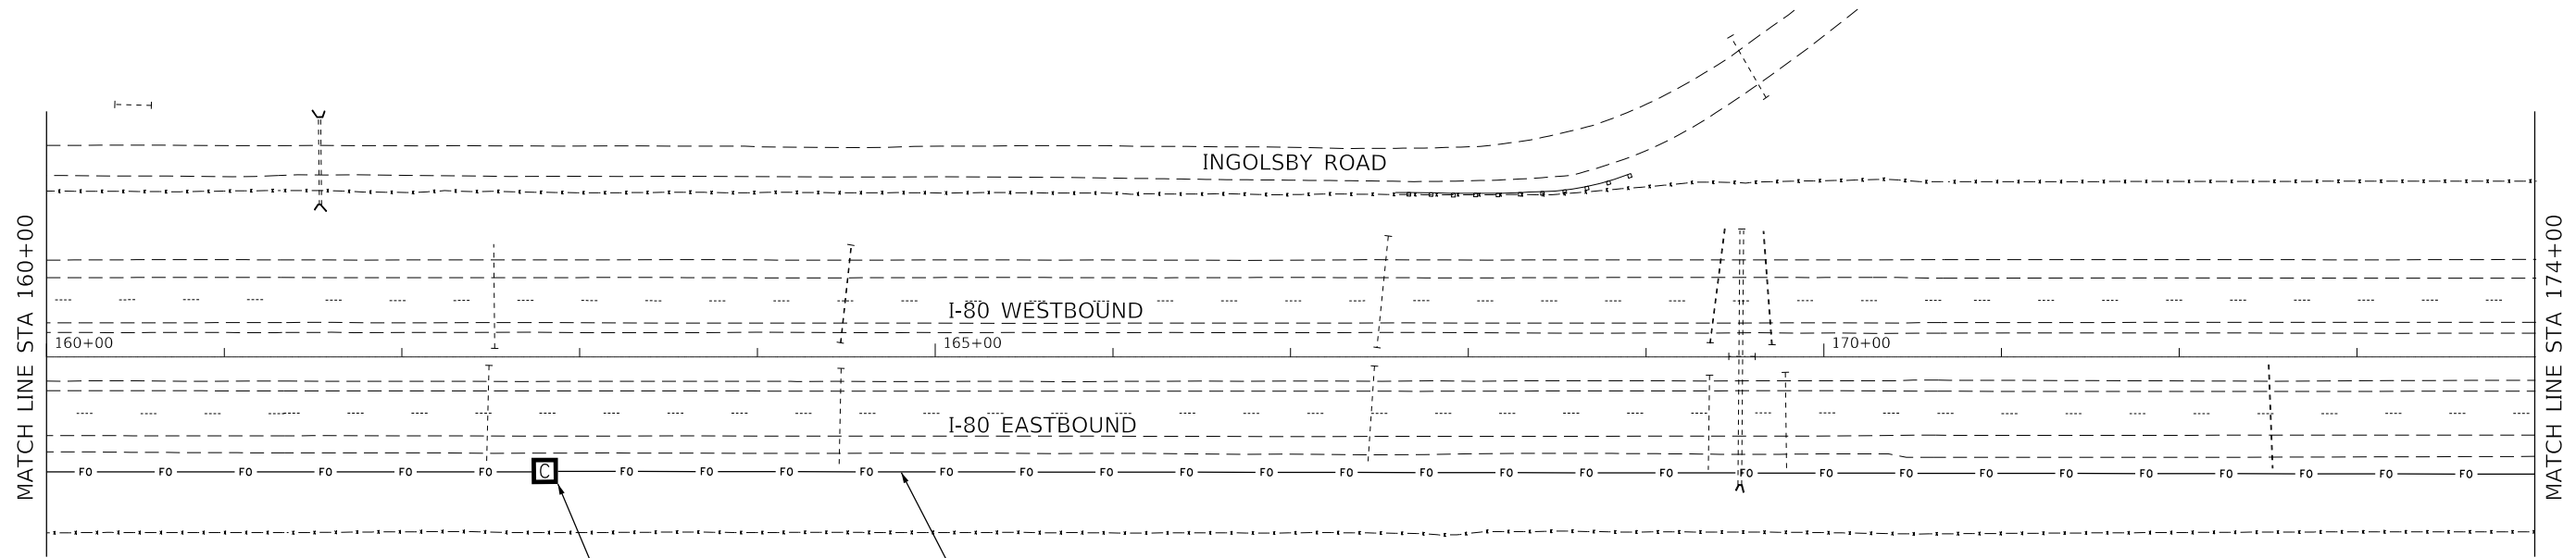 INGOLSBY ROAD
MATCH LINE STA 160+00
MATCH LINE STA 174+00
I-80 WESTBOUND
160+00 165+00 170+00
I-80 EASTBOUND
FO FO FO FO FO FO C FO FO FO FO FO FO FO FO FO FO FO FO FO FO FO FO FO FO FO FO FO FO FO FO